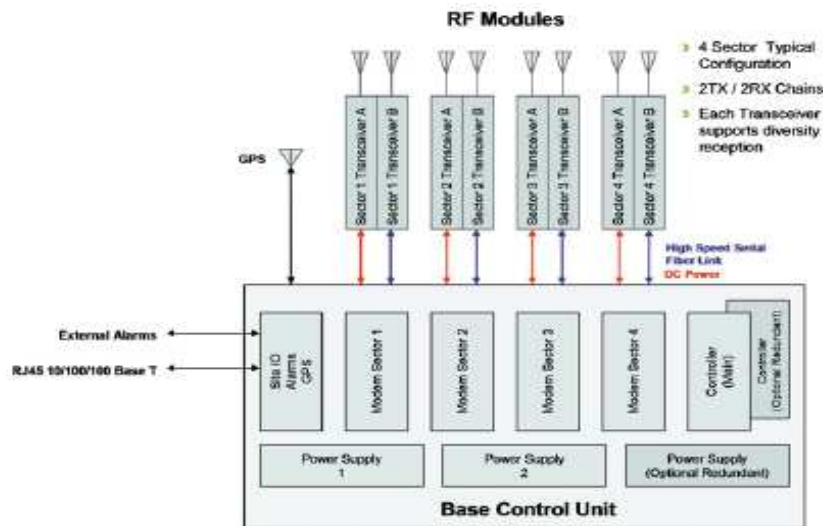 RF Modules
4 Sector Typical
Configuration
2TX / 2RX Chains
Each Transceiver
supports diversity
reception
GPS
Sector 1 Transceiver A
Sector 1 Transceiver B
Sector 2 Transceiver A
Sector 2 Transceiver B
Sector 3 Transceiver A
Sector 3 Transceiver B
Sector 4 Transceiver A
Sector 4 Transceiver B
High Speed Serial
Fiber Link
DC Power
External Alarms
RJ45 10/100/100 Base T
Site IO
Alarms
GPS
Modem Sector 1
Modem Sector 2
Modem Sector 3
Modem Sector 4
Controller
(Main)
Controller
(Optional Redundant)
Power Supply
1
Power Supply
2
Power Supply
(Optional Redundant)
Base Control Unit